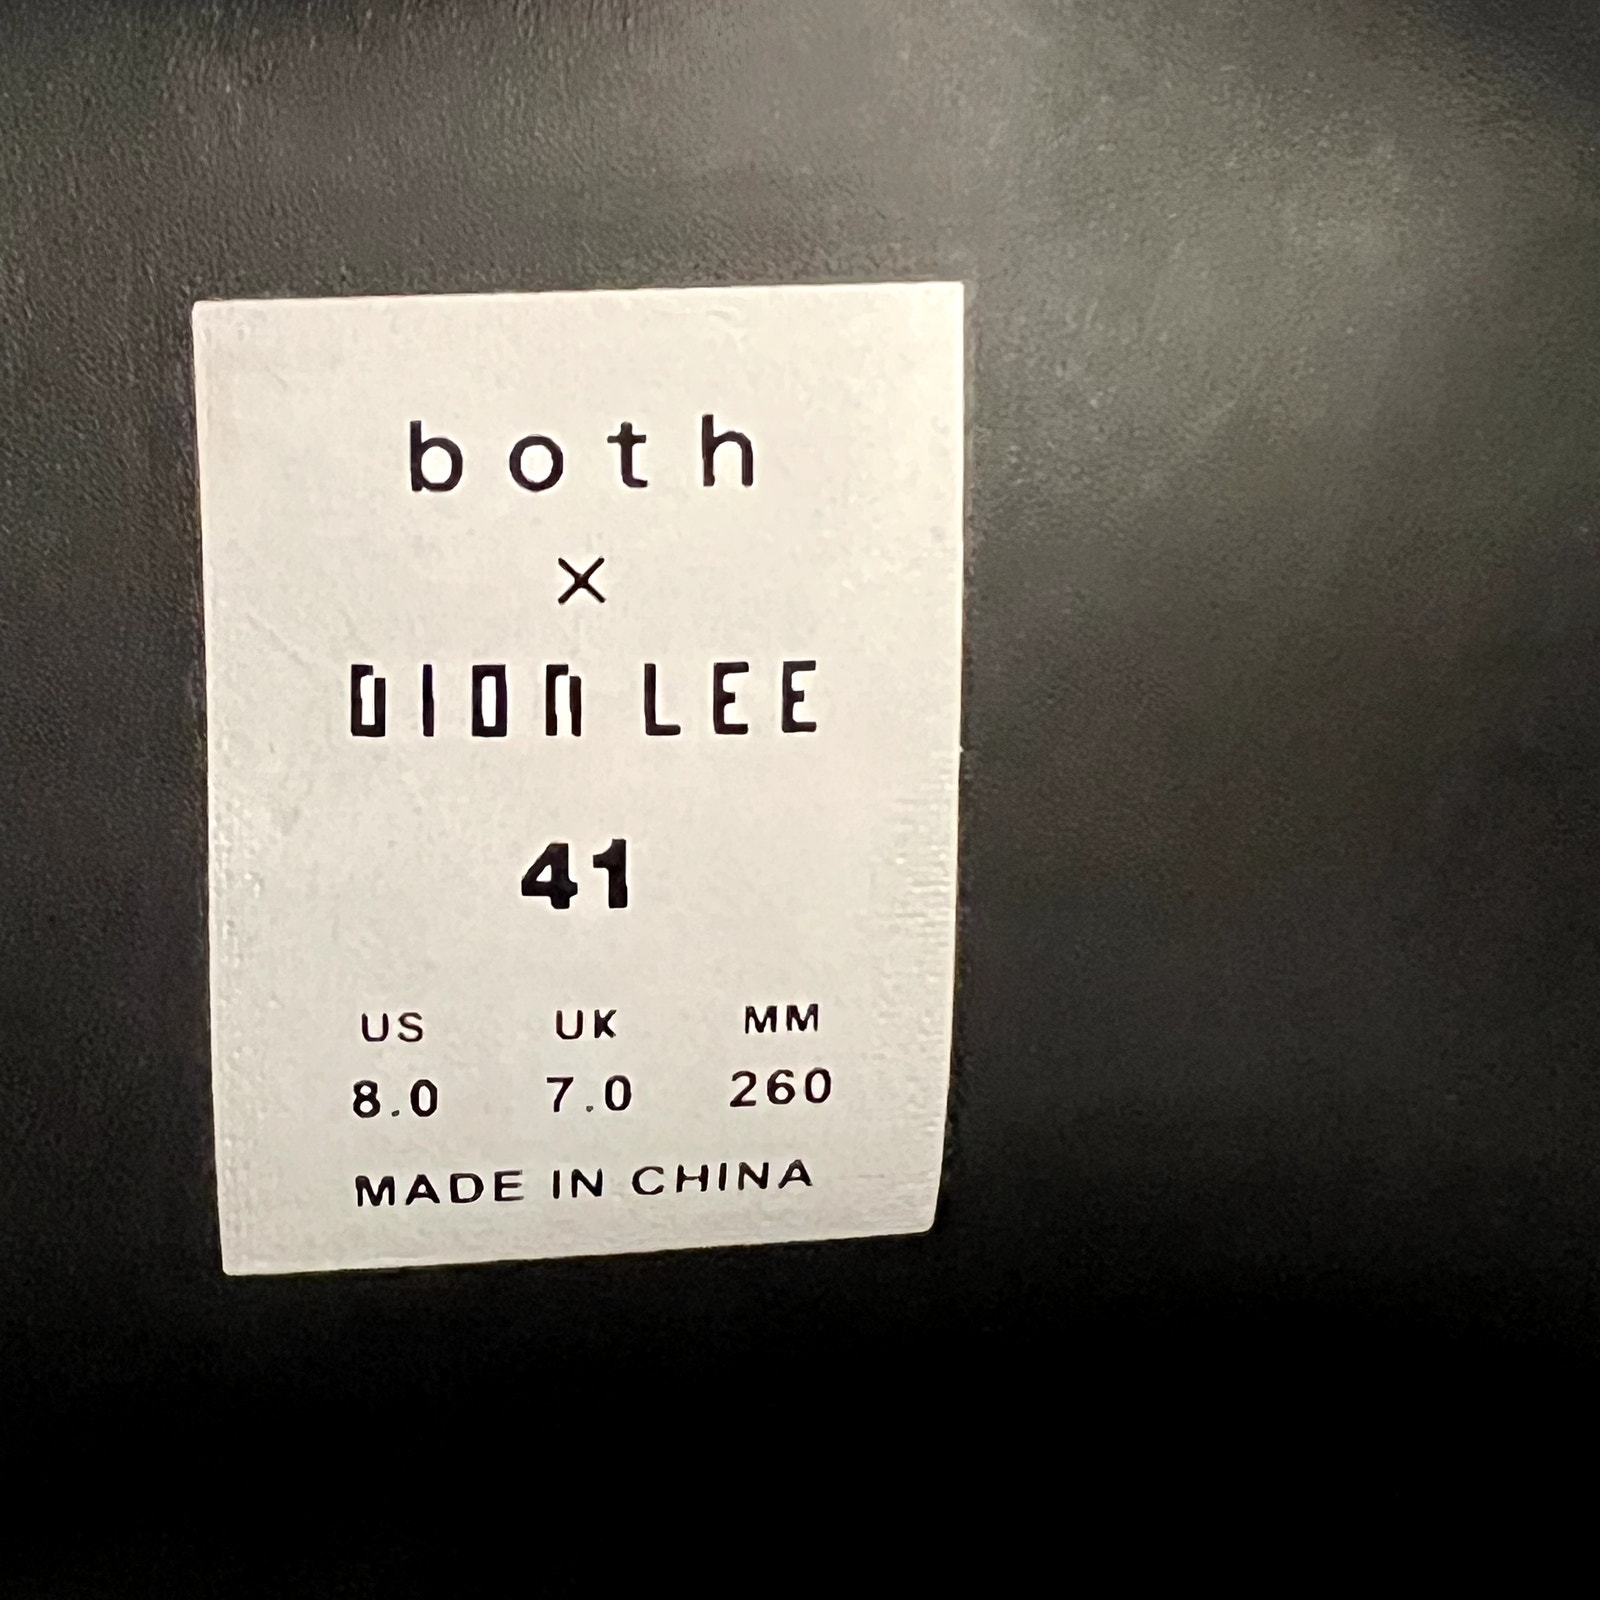 both
×
DION LEE
41
US UK MM
8.0 7.0 260
MADE IN CHINA